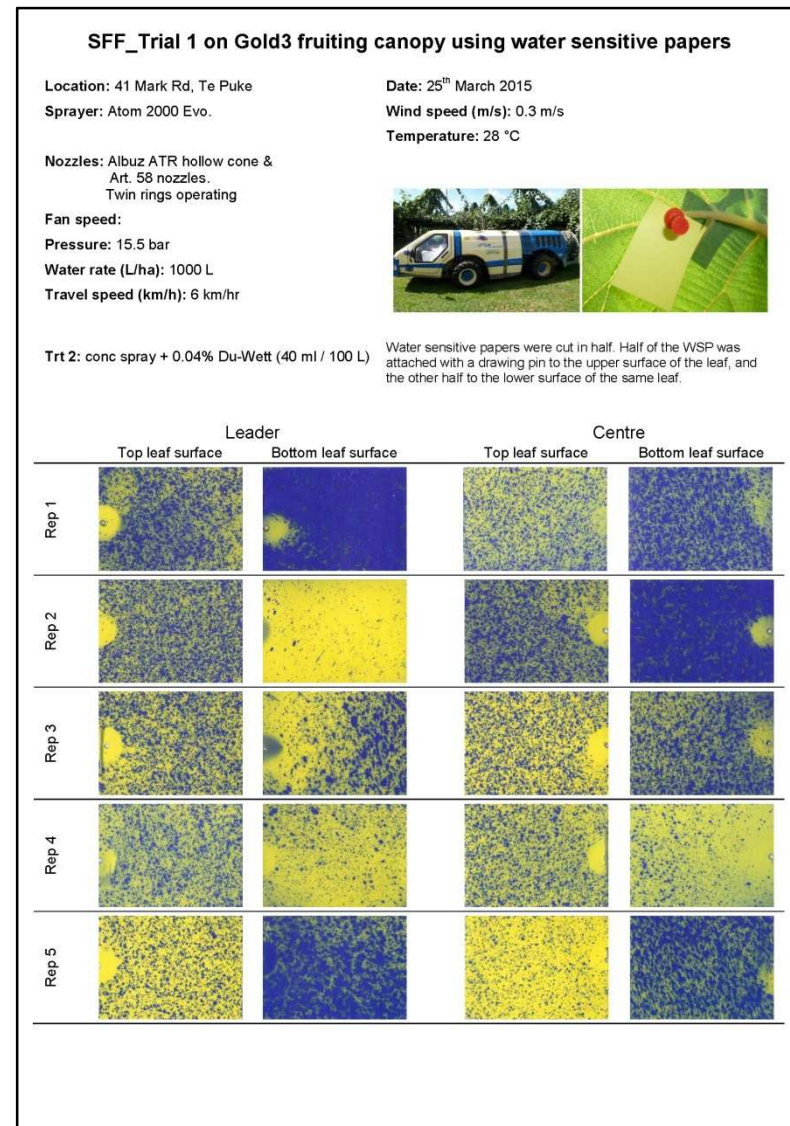 SFF_Trial 1 on Gold3 fruiting canopy using water sensitive papers
Location: 41 Mark Rd, Te Puke
Sprayer: Atom 2000 Evo.
Nozzles: Albuz ATR hollow cone &
Art. 58 nozzles.
Twin rings operating
Fan speed:
Pressure: 15.5 bar
Water rate (L/ha): 1000 L
Travel speed (km/h): 6 km/hr
Trt 2: conc spray + 0.04% Du-Wett (40 ml / 100 L)
Date: 25th March 2015
Wind speed (m/s): 0.3 m/s
Temperature: 28 °C
Water sensitive papers were cut in half. Half of the WSP was
attached with a drawing pin to the upper surface of the leaf, and
the other half to the lower surface of the same leaf.
Leader Centre
Top leaf surface Bottom leaf surface Top leaf surface Bottom leaf surface
Rep 1
Rep 2
Rep 3
Rep 4
Rep 5